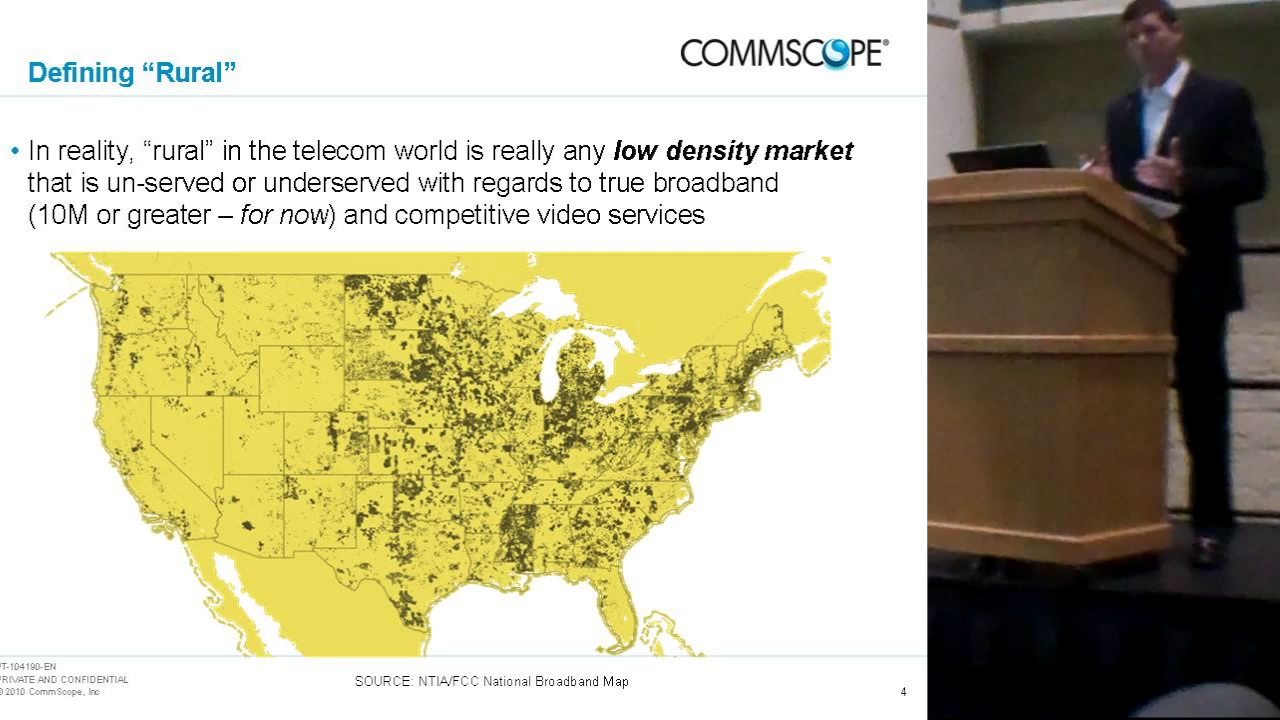 COMMSCOPE®
Defining “Rural”
• In reality, “rural” in the telecom world is really any low density market
that is un-served or underserved with regards to true broadband
(10M or greater – for now) and competitive video services
T-104190-EN
PRIVATE AND CONFIDENTIAL
© 2010 CommScope, Inc
SOURCE: NTIA/FCC National Broadband Map
4